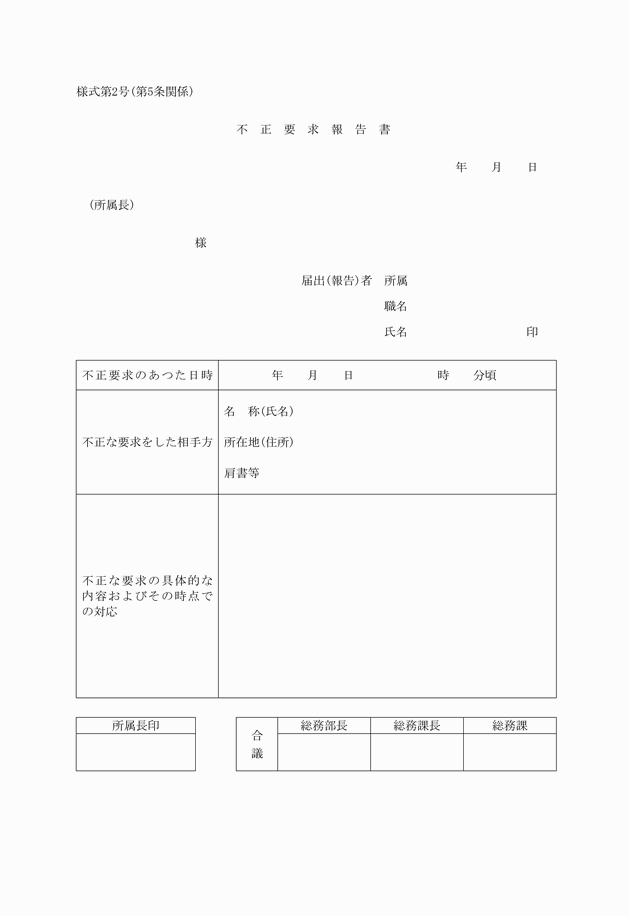 様式第2号(第5条関係)
不 正 要 求 報 告 書
年 月 日
(所属長)
様
届出(報告)者 所属
職名
氏名 印
不正要求のあつた日時 年 月 日 時 分頃
不正な要求をした相手方
名 称(氏名)
所在地(住所)
肩書等
不正な要求の具体的な
内容およびその時点で
の対応
所属長印
合議
総務部長 総務課長 総務課